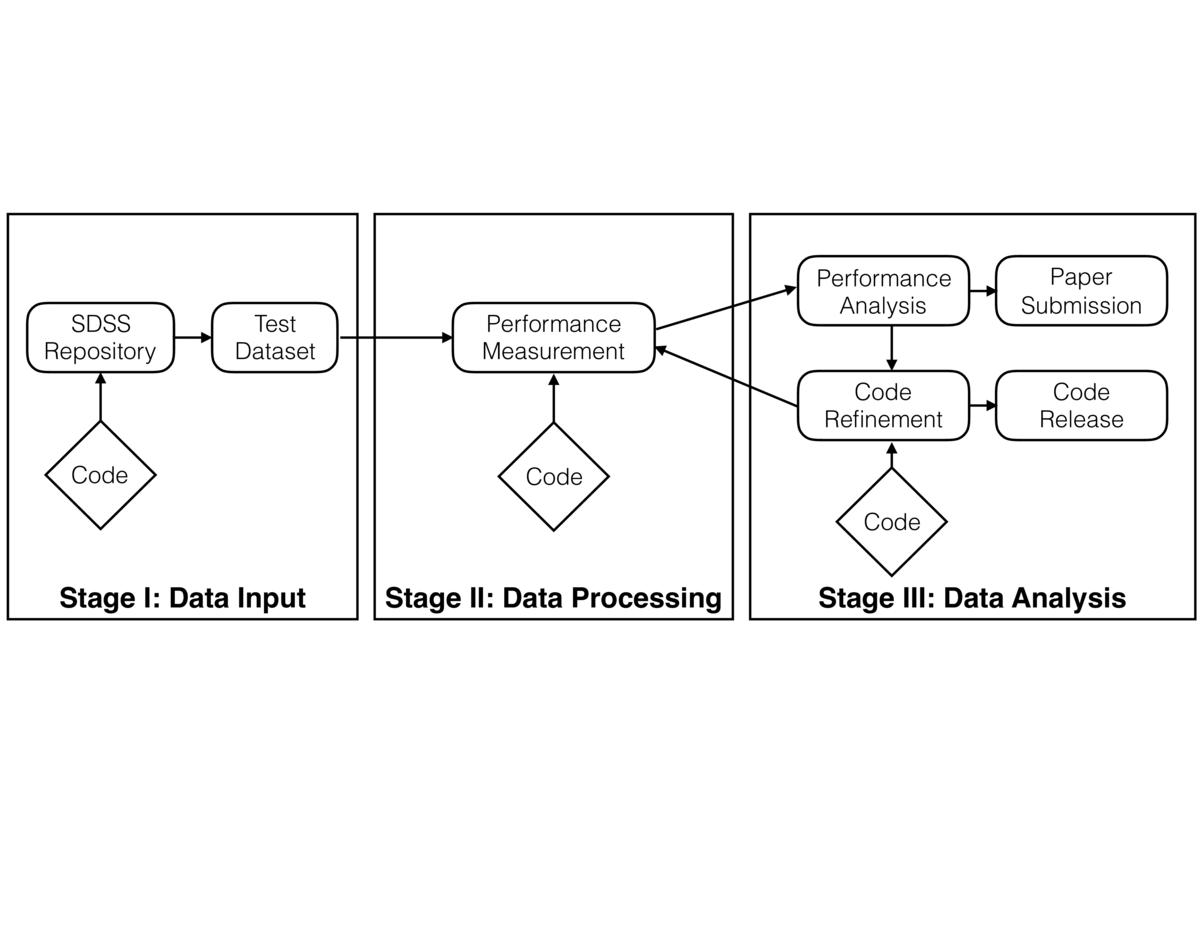 SDSS
Repository
Test
Dataset
Code
Stage I: Data Input
Performance
Measurement
Code
Stage II: Data Processing
Performance
Analysis
Paper
Submission
Code
Refinement
Code
Release
Code
Stage III: Data Analysis